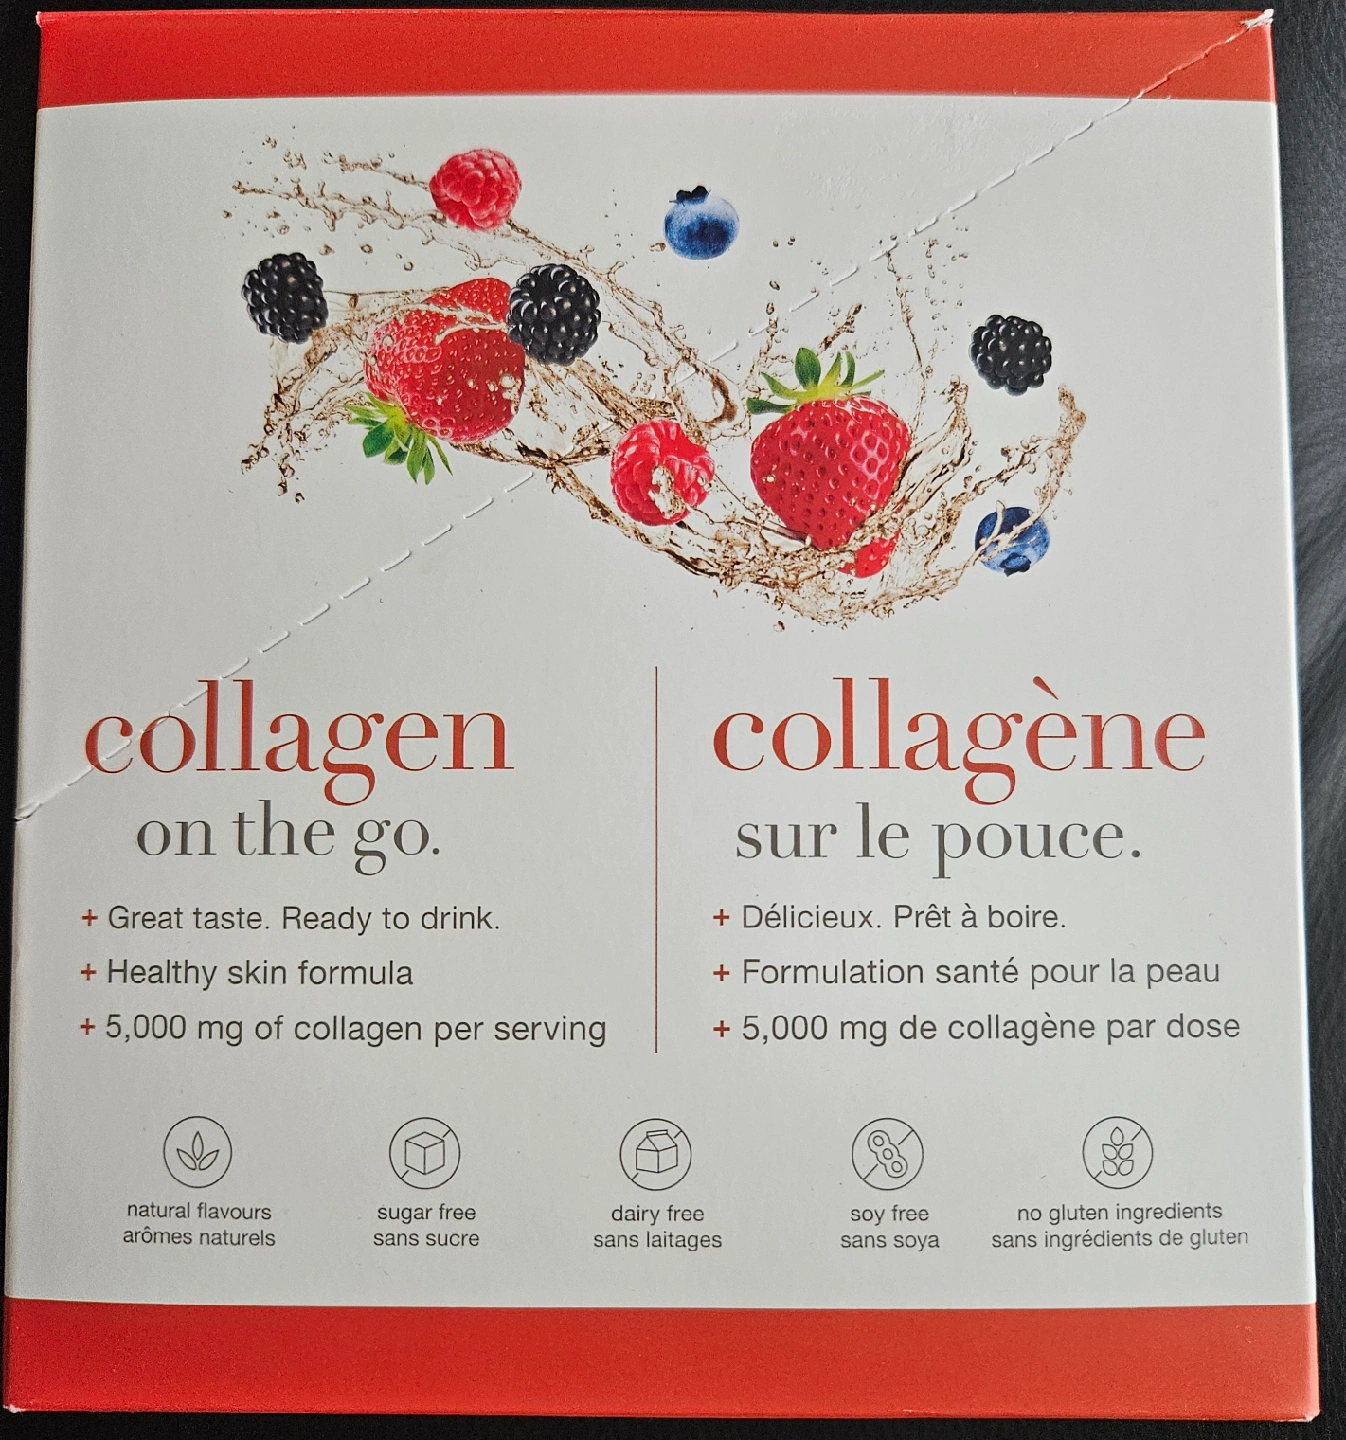 collagen
on the go.
+ Great taste. Ready to drink.
+ Healthy skin formula
+ 5,000 mg of collagen per serving
collagène
sur le pouce.
+ Délicieux. Prêt à boire.
+ Formulation santé pour la peau
+ 5,000 mg de collagène par dose
natural flavours
arômes naturels
sugar free
sans sucre
dairy free
sans laitages
soy free
sans soya
no gluten ingredients
sans ingrédients de gluten